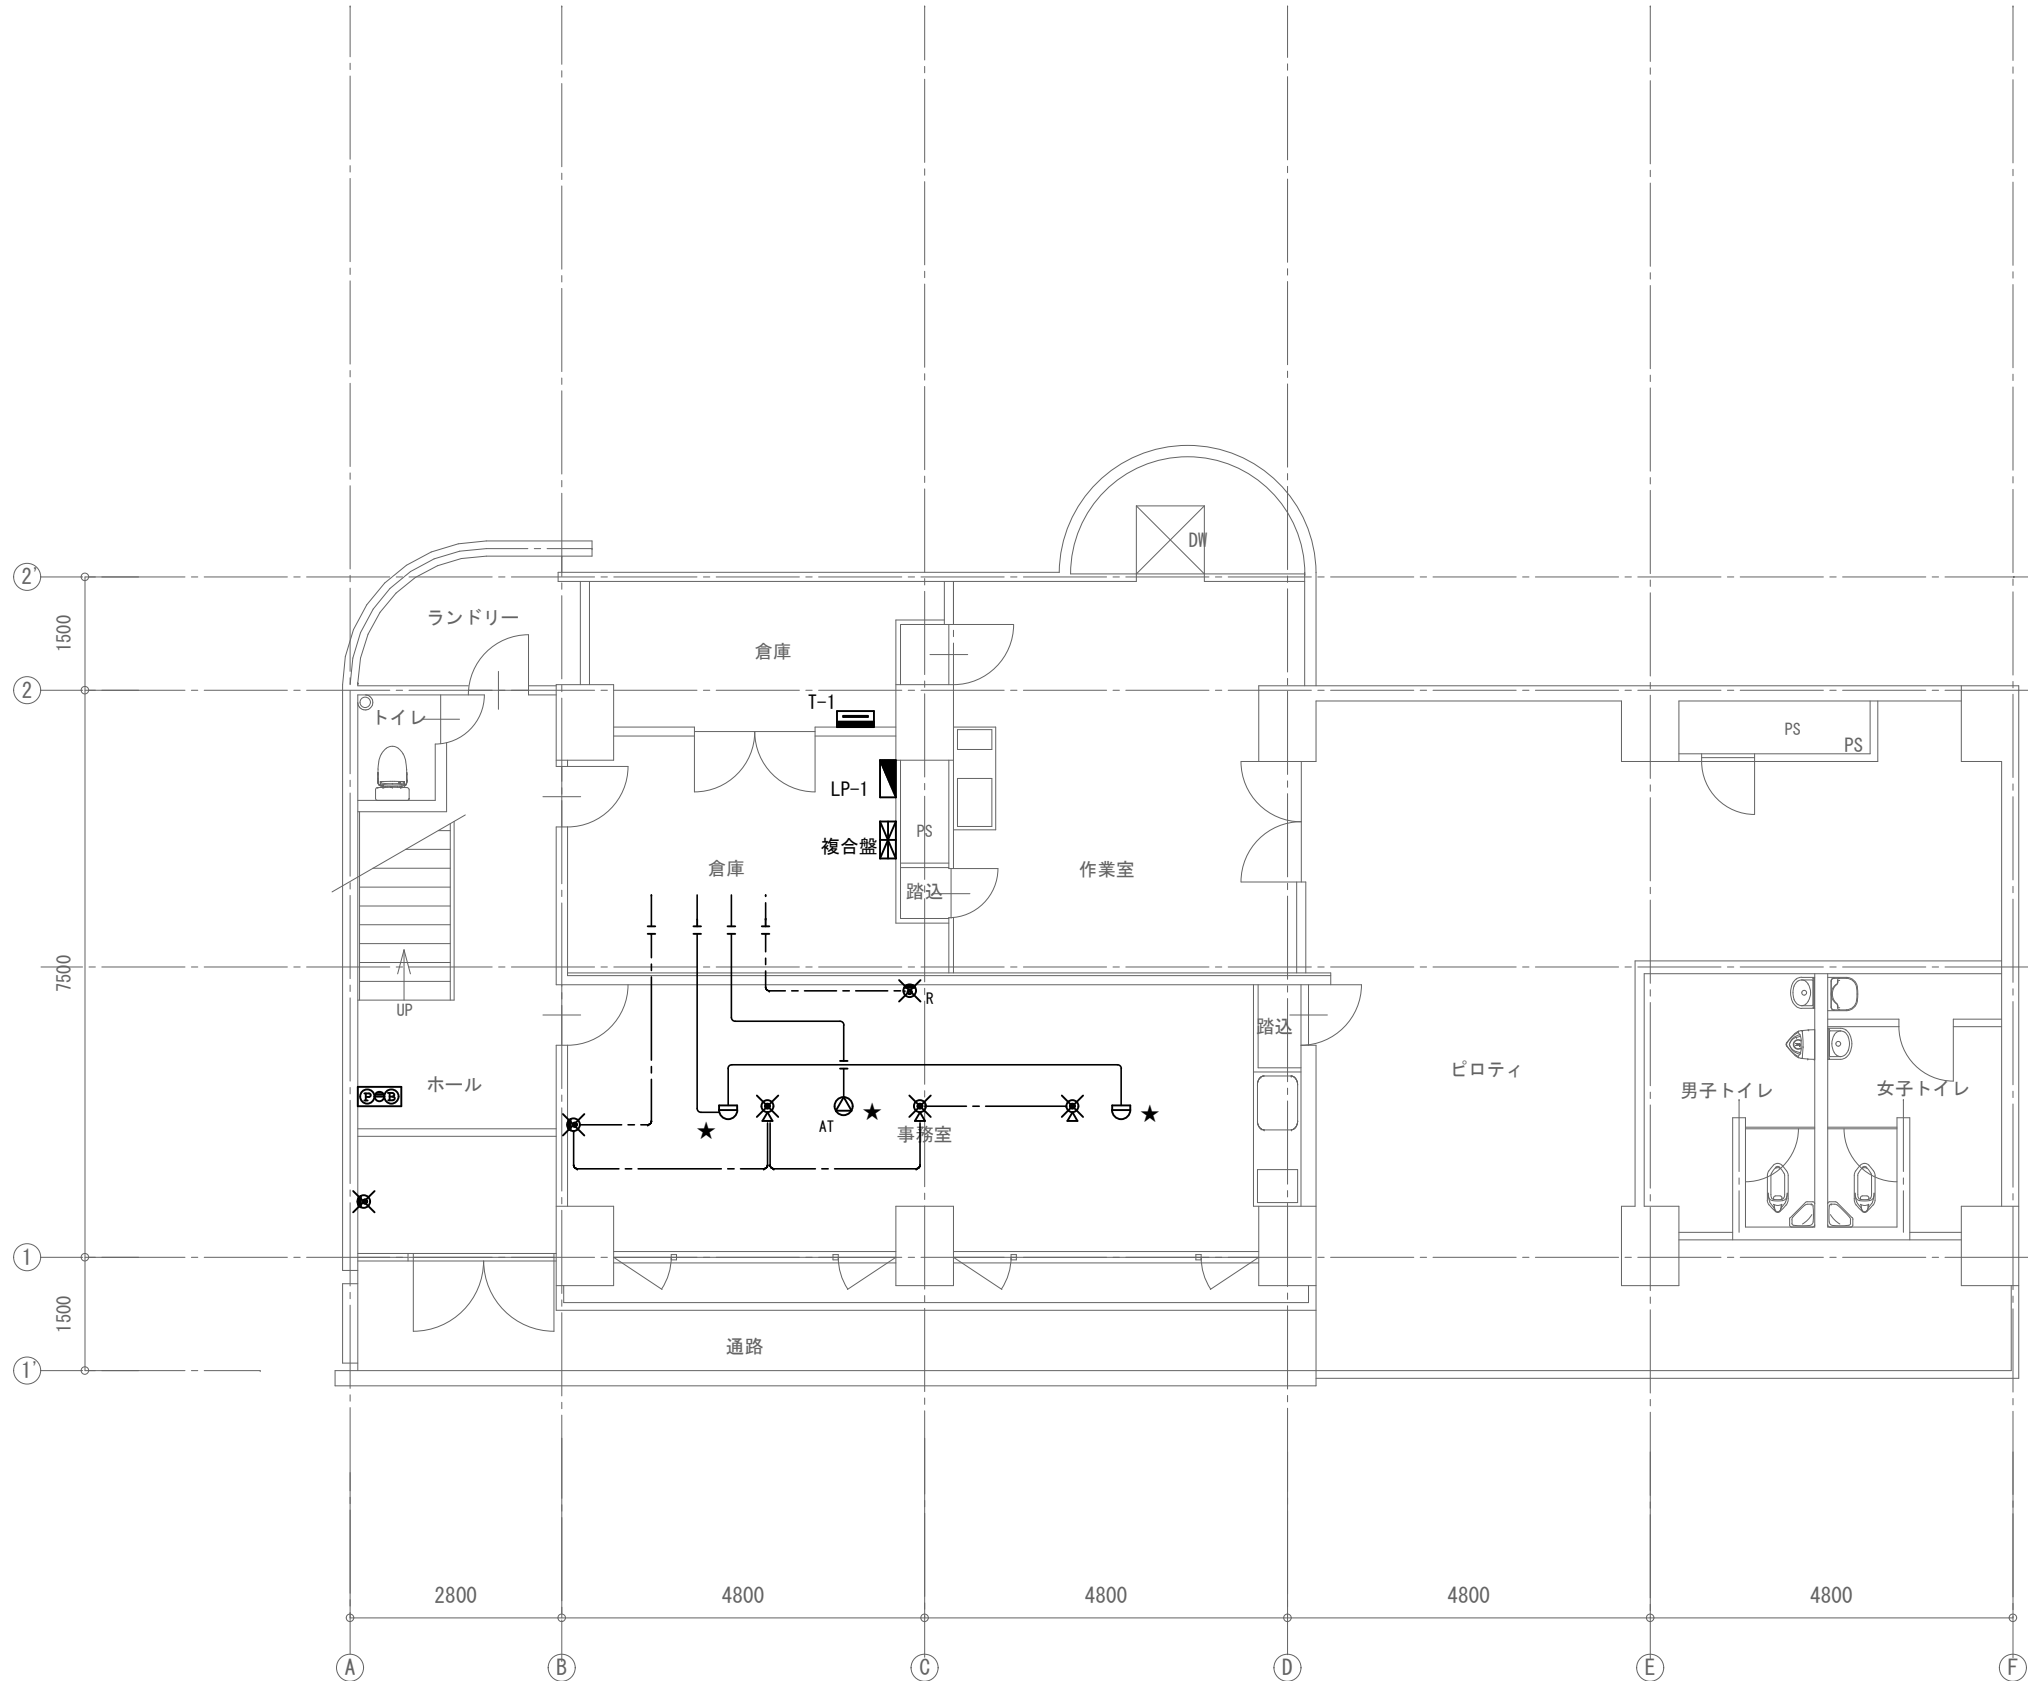 DW
2'
ランドリー
1500
倉庫
2
T-1
トイレ
PS
PS
LP-1
PS
複合盤
倉庫
作業室
踏込
7500
R
UP
踏込
ピロティ
ホール
男子トイレ
女子トイレ
P B
AT
★
★
★
事務室
1
1500
通路
1'
2800
4800
4800
4800
4800
A
B
C
D
E
F